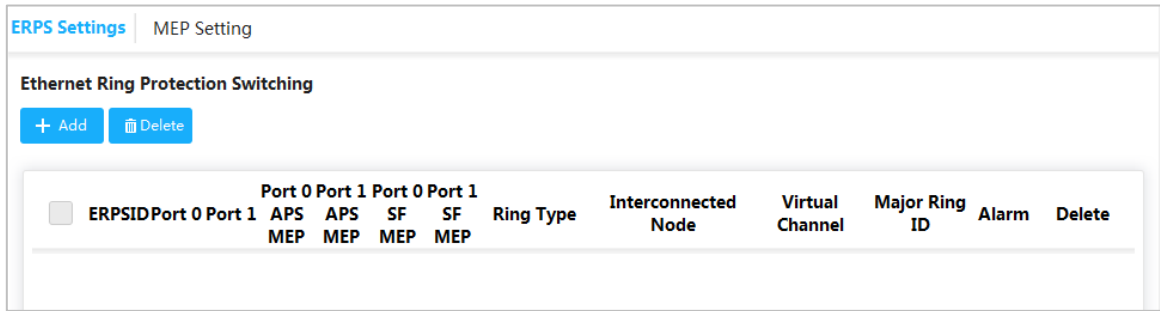 ERPS Settings MEP Setting
Ethernet Ring Protection Switching
+ Add Delete
ERPSID Port 0 Port 1 Port 0 APS MEP Port 1 APS MEP Port 0 SF MEP Port 1 SF MEP Ring Type Interconnected Node Virtual Channel Major Ring ID Alarm Delete